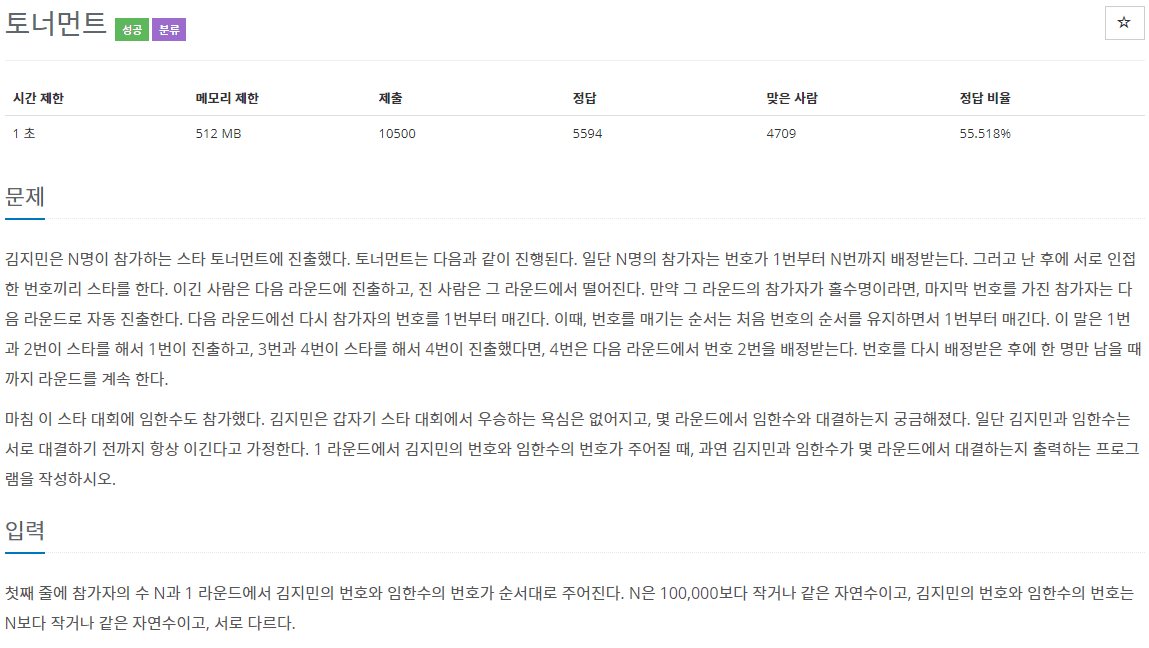 토너먼트 성공 분류
☆
시간 제한 메모리 제한 제출 정답 맞은 사람 정답 비율
1 초 512 MB 10500 5594 4709 55.518%
문제
김지민은 N명이 참가하는 스타 토너먼트에 진출했다. 토너먼트는 다음과 같이 진행된다. 일단 N명의 참가자는 번호가 1번부터 N번까지 배정받는다. 그러고 난 후에 서로 인접
한 번호끼리 스타를 한다. 이긴 사람은 다음 라운드에 진출하고, 진 사람은 그 라운드에서 떨어진다. 만약 그 라운드의 참가자가 홀수명이라면, 마지막 번호를 가진 참가자는 다
음 라운드로 자동 진출한다. 다음 라운드에선 다시 참가자의 번호를 1번부터 매긴다. 이때, 번호를 매기는 순서는 처음 번호의 순서를 유지하면서 1번부터 매긴다. 이 말은 1번
과 2번이 스타를 해서 1번이 진출하고, 3번과 4번이 스타를 해서 4번이 진출했다면, 4번은 다음 라운드에서 번호 2번을 배정받는다. 번호를 다시 배정받은 후에 한 명만 남을 때
까지 라운드를 계속 한다.
마침 이 스타 대회에 임한수도 참가했다. 김지민은 갑자기 스타 대회에서 우승하는 욕심은 없어지고, 몇 라운드에서 임한수와 대결하는지 궁금해졌다. 일단 김지민과 임한수는
서로 대결하기 전까지 항상 이긴다고 가정한다. 1 라운드에서 김지민의 번호와 임한수의 번호가 주어질 때, 과연 김지민과 임한수가 몇 라운드에서 대결하는지 출력하는 프로그
램을 작성하시오.
입력
첫째 줄에 참가자의 수 N과 1 라운드에서 김지민의 번호와 임한수의 번호가 순서대로 주어진다. N은 100,000보다 작거나 같은 자연수이고, 김지민의 번호와 임한수의 번호는
N보다 작거나 같은 자연수이고, 서로 다르다.